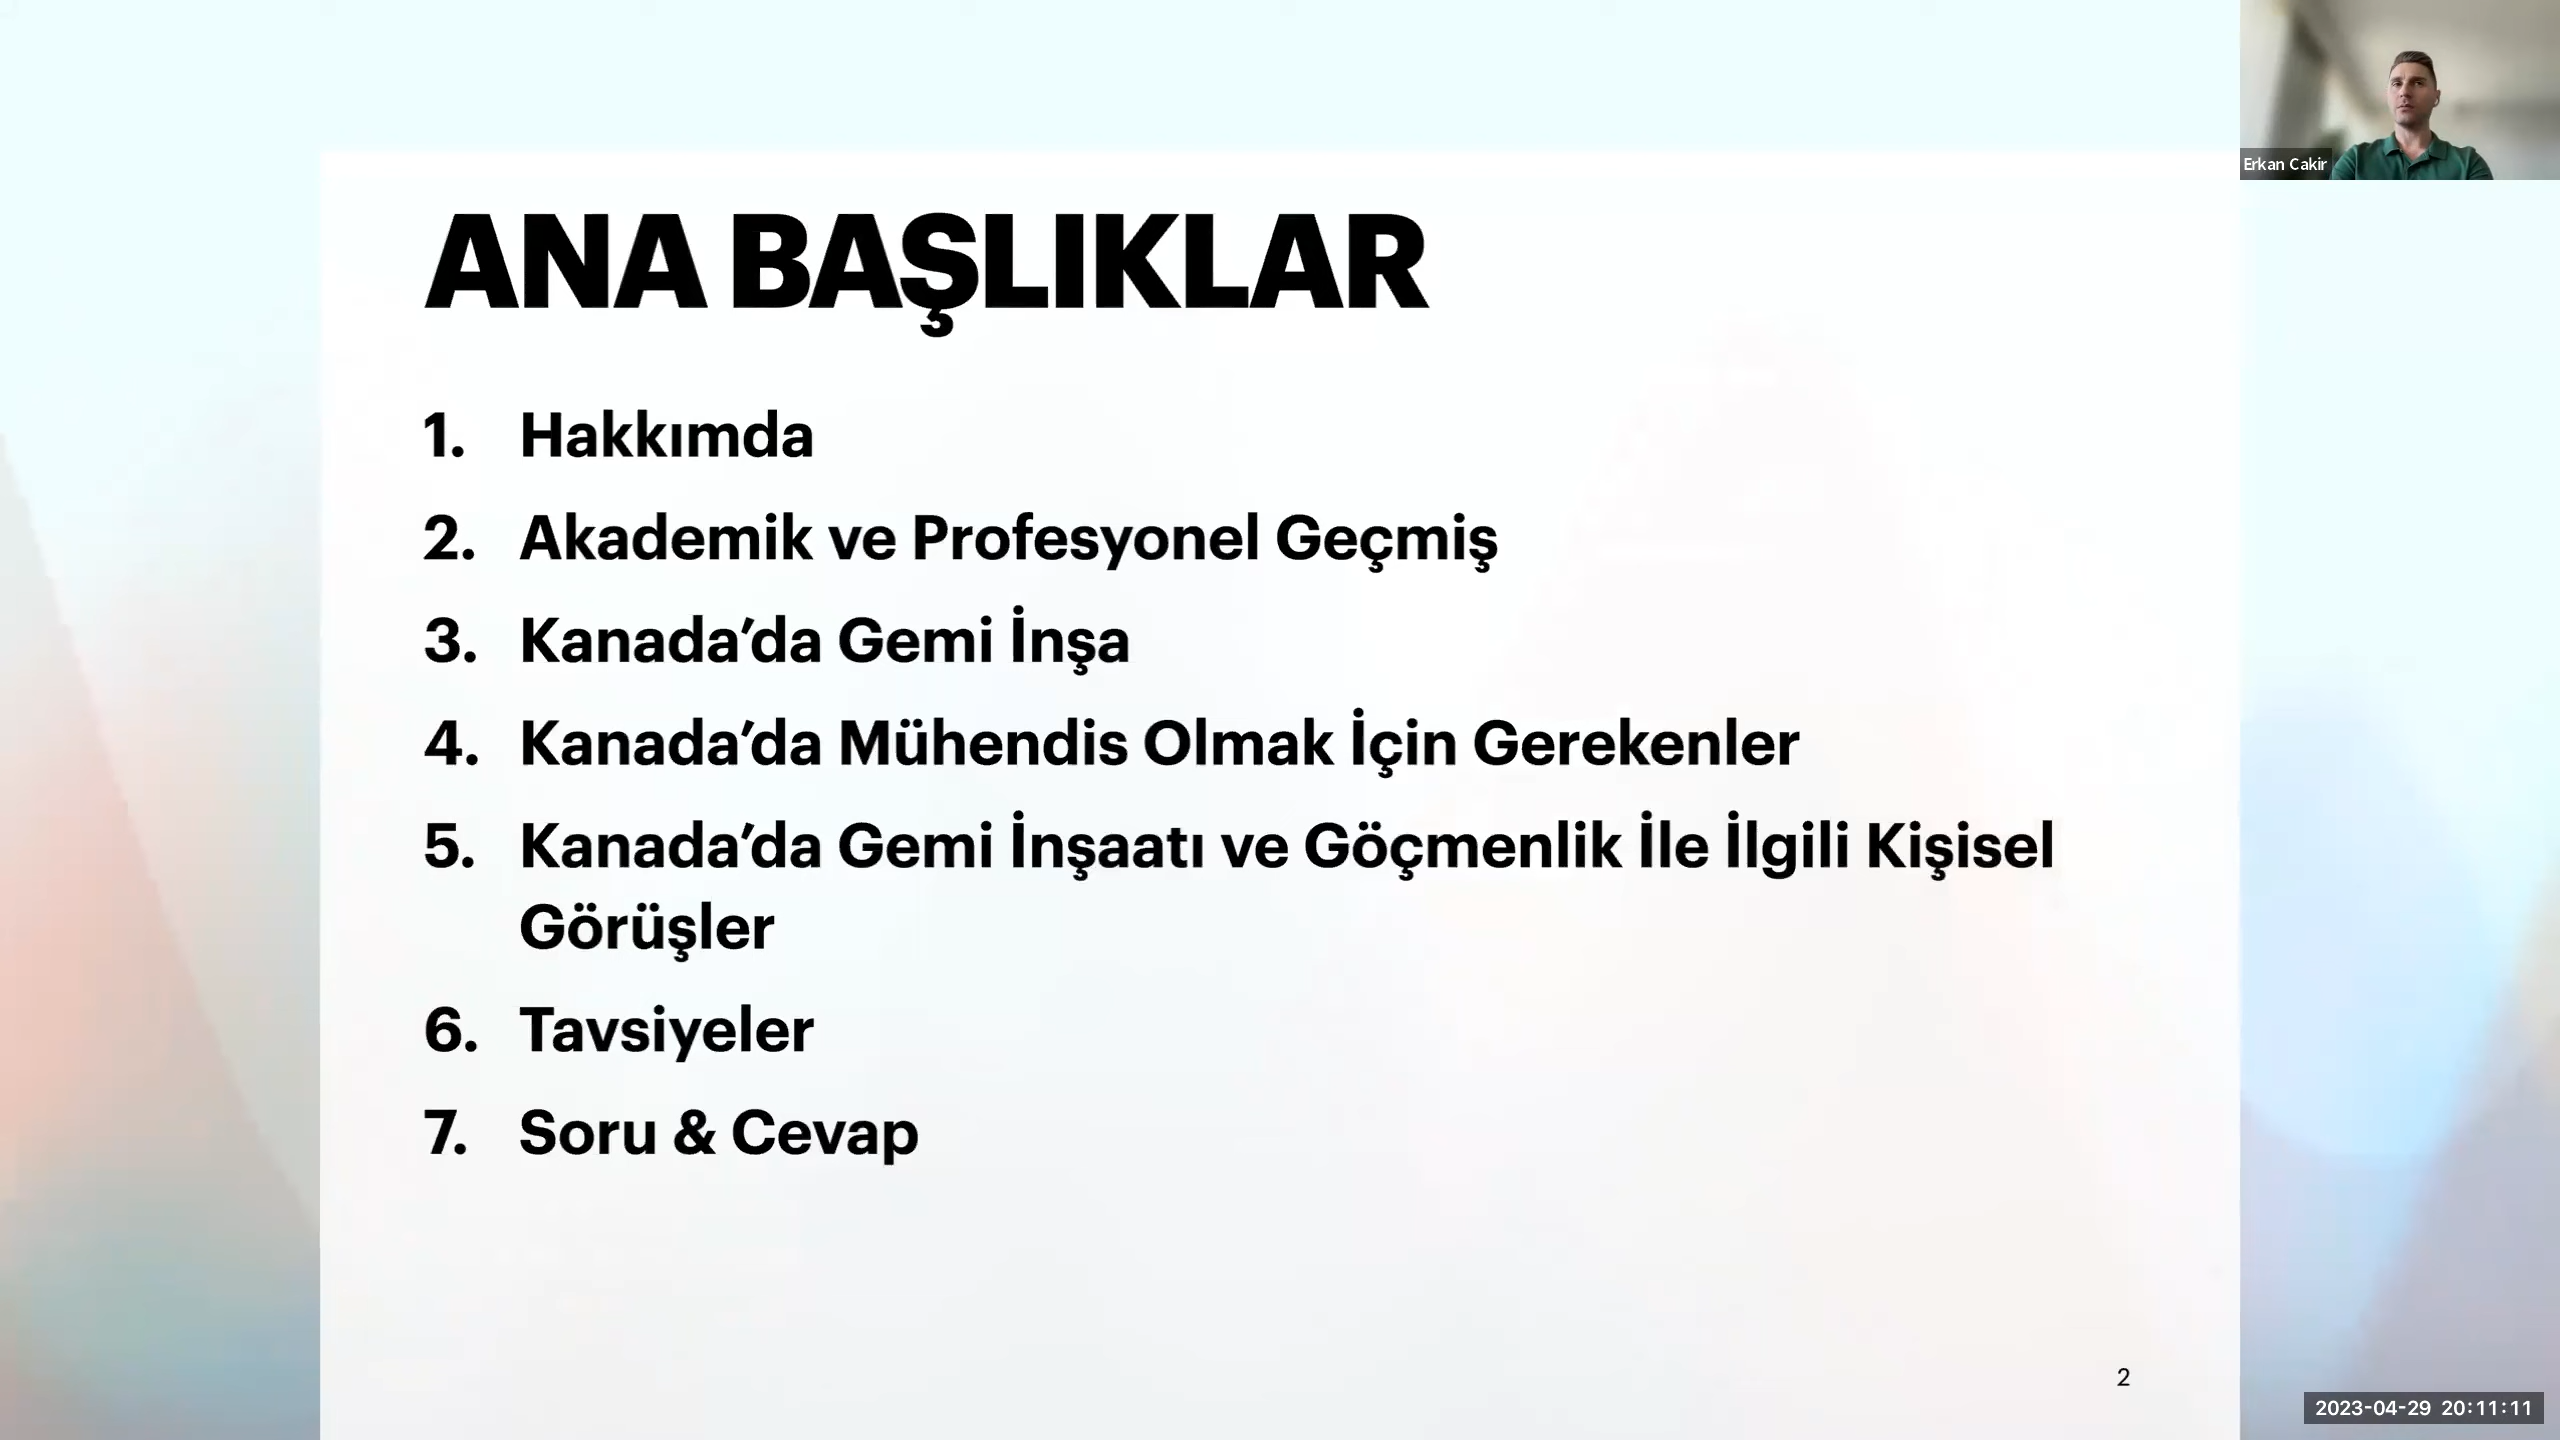 Erkan Cakir
ANA BAŞLIKLAR
1. Hakkımda
2. Akademik ve Profesyonel Geçmiş
3. Kanada’da Gemi İnşa
4. Kanada’da Mühendis Olmak İçin Gerekenler
5. Kanada’da Gemi İnşaatı ve Göçmenlik İle İlgili Kişisel
Görüşler
6. Tavsiyeler
7. Soru & Cevap
2
2023-04-29 20:11:11